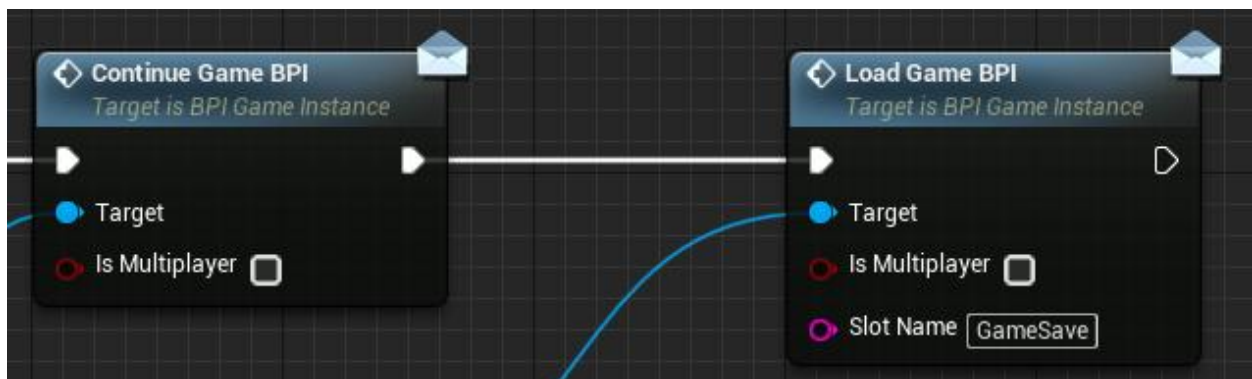 Continue Game BPI
Target is BPI Game Instance
Target
Is Multiplayer
Load Game BPI
Target is BPI Game Instance
Target
Is Multiplayer
Slot Name GameSave